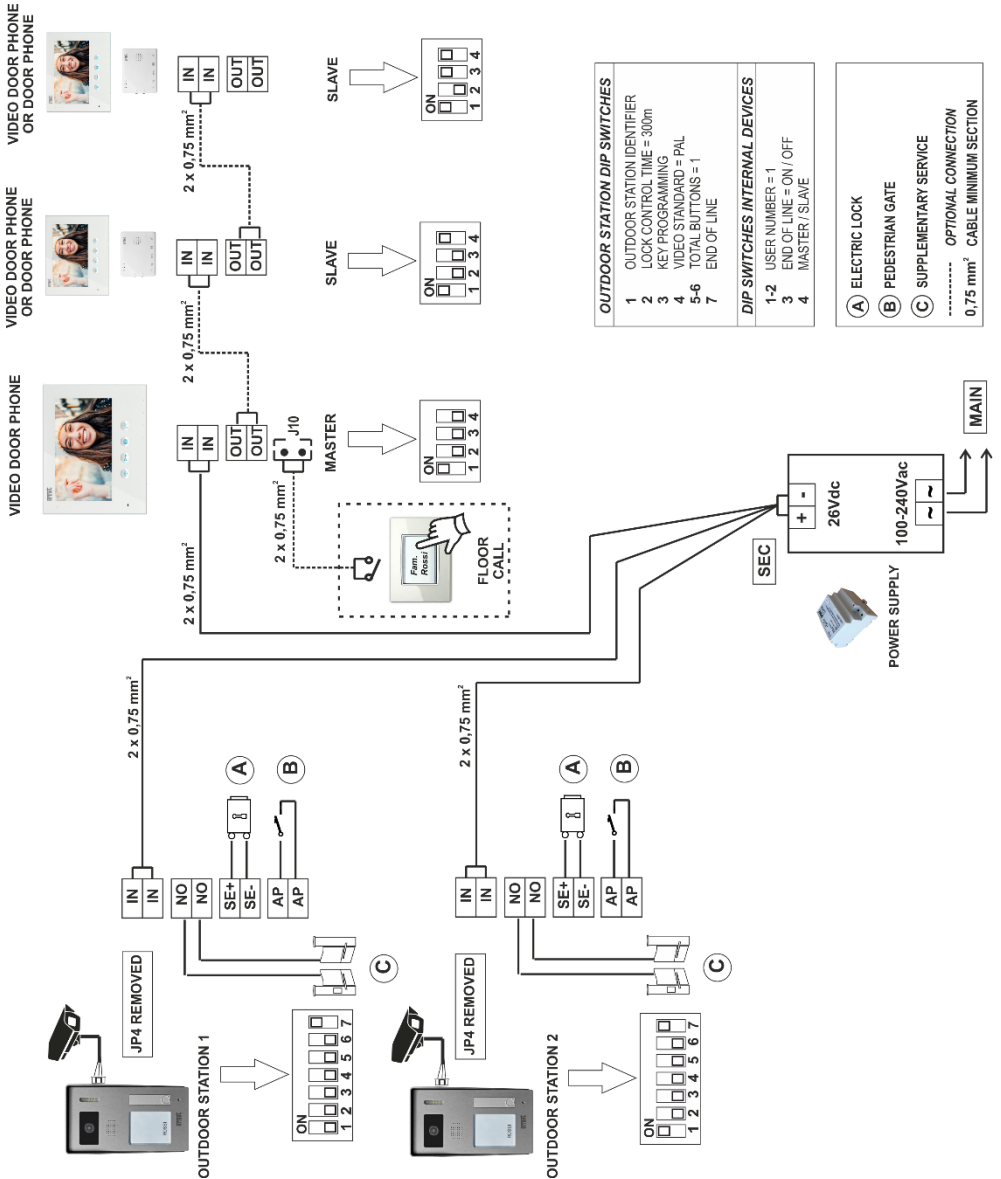 VIDEO DOOR PHONE
VIDEO DOOR PHONE
OR DOOR PHONE
VIDEO DOOR PHONE
OR DOOR PHONE
IN
IN
OUT
OUT
2 x 0,75 mm²
IN
IN
OUT
OUT
2 x 0,75 mm²
IN
IN
OUT
OUT
J10
2 x 0,75 mm²
2 x 0,75 mm²
MASTER
ON
1 2 3 4
SLAVE
ON
1 2 3 4
SLAVE
ON
1 2 3 4
Fam.
Rossi
FLOOR
CALL
2 x 0,75 mm²
2 x 0,75 mm²
OUTDOOR STATION DIP SWITCHES
1 OUTDOOR STATION IDENTIFIER
2 LOCK CONTROL TIME = 300m
3 KEY PROGRAMMING
4 VIDEO STANDARD = PAL
5-6 TOTAL BUTTONS = 1
7 END OF LINE
DIP SWITCHES INTERNAL DEVICES
1-2 USER NUMBER = 1
3 END OF LINE = ON / OFF
4 MASTER / SLAVE
A ELECTRIC LOCK
B PEDESTRIAN GATE
C SUPPLEMENTARY SERVICE
OPTIONAL CONNECTION
0,75 mm² CABLE MINIMUM SECTION
SEC
+ -
26Vdc
100-240Vac
~ ~
MAIN
POWER SUPPLY
IN
IN
NO
NO
SE+
SE-
AP
AP
A
B
C
JP4 REMOVED
ROSSI
OUTDOOR STATION 1
ON
1 2 3 4 5 6 7
IN
IN
NO
NO
SE+
SE-
AP
AP
A
B
C
JP4 REMOVED
ROSSI
OUTDOOR STATION 2
ON
1 2 3 4 5 6 7